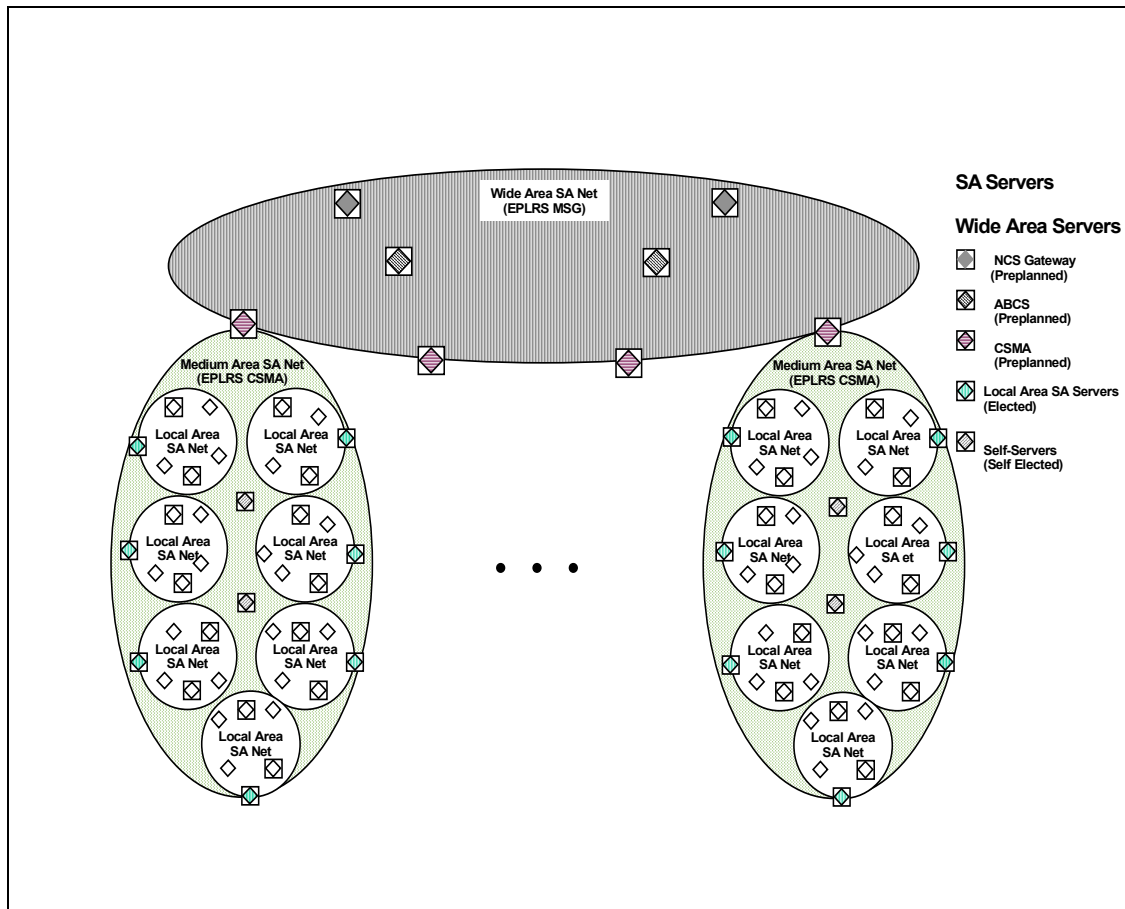 Wide Area SA Net
(EPLRS MSG)
SA Servers
Wide Area Servers
NCS Gateway
(Preplanned)
ABCS
(Preplanned)
CSMA
(Preplanned)
Local Area SA Servers
(Elected)
Self-Servers
(Self Elected)
Medium Area SA Net
(EPLRS CSMA)
Local Area
SA Net
Local Area
SA Net
Local Area
SA Net
Local Area
SA Net
Local Area
SA Net
Local Area
SA Net
Local Area
SA Net
• • •
Medium Area SA Net
(EPLRS CSMA)
Local Area
SA Net
Local Area
SA Net
Local Area
SA Net
Local Area
SA et
Local Area
SA Net
Local Area
SA Net
Local Area
SA Net